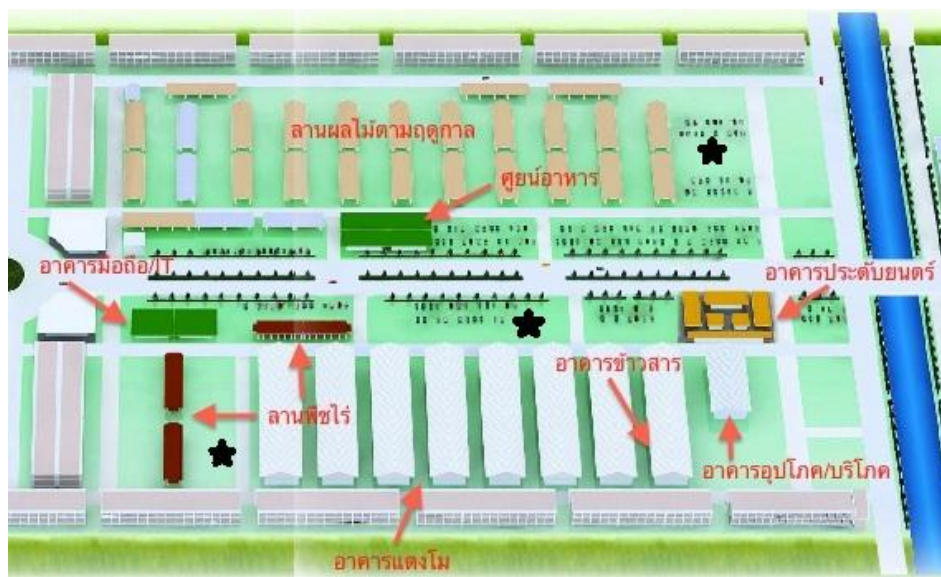 ลานผลไม้ตามฤดูกาล
ศูยน์อาหาร
อาคารมือถือ/IT
อาคารประดับยนตร์
อาคารข้าวสาร
ลานพืชไร่
อาคารอุปโภค/บริโภค
อาคารแตงโม